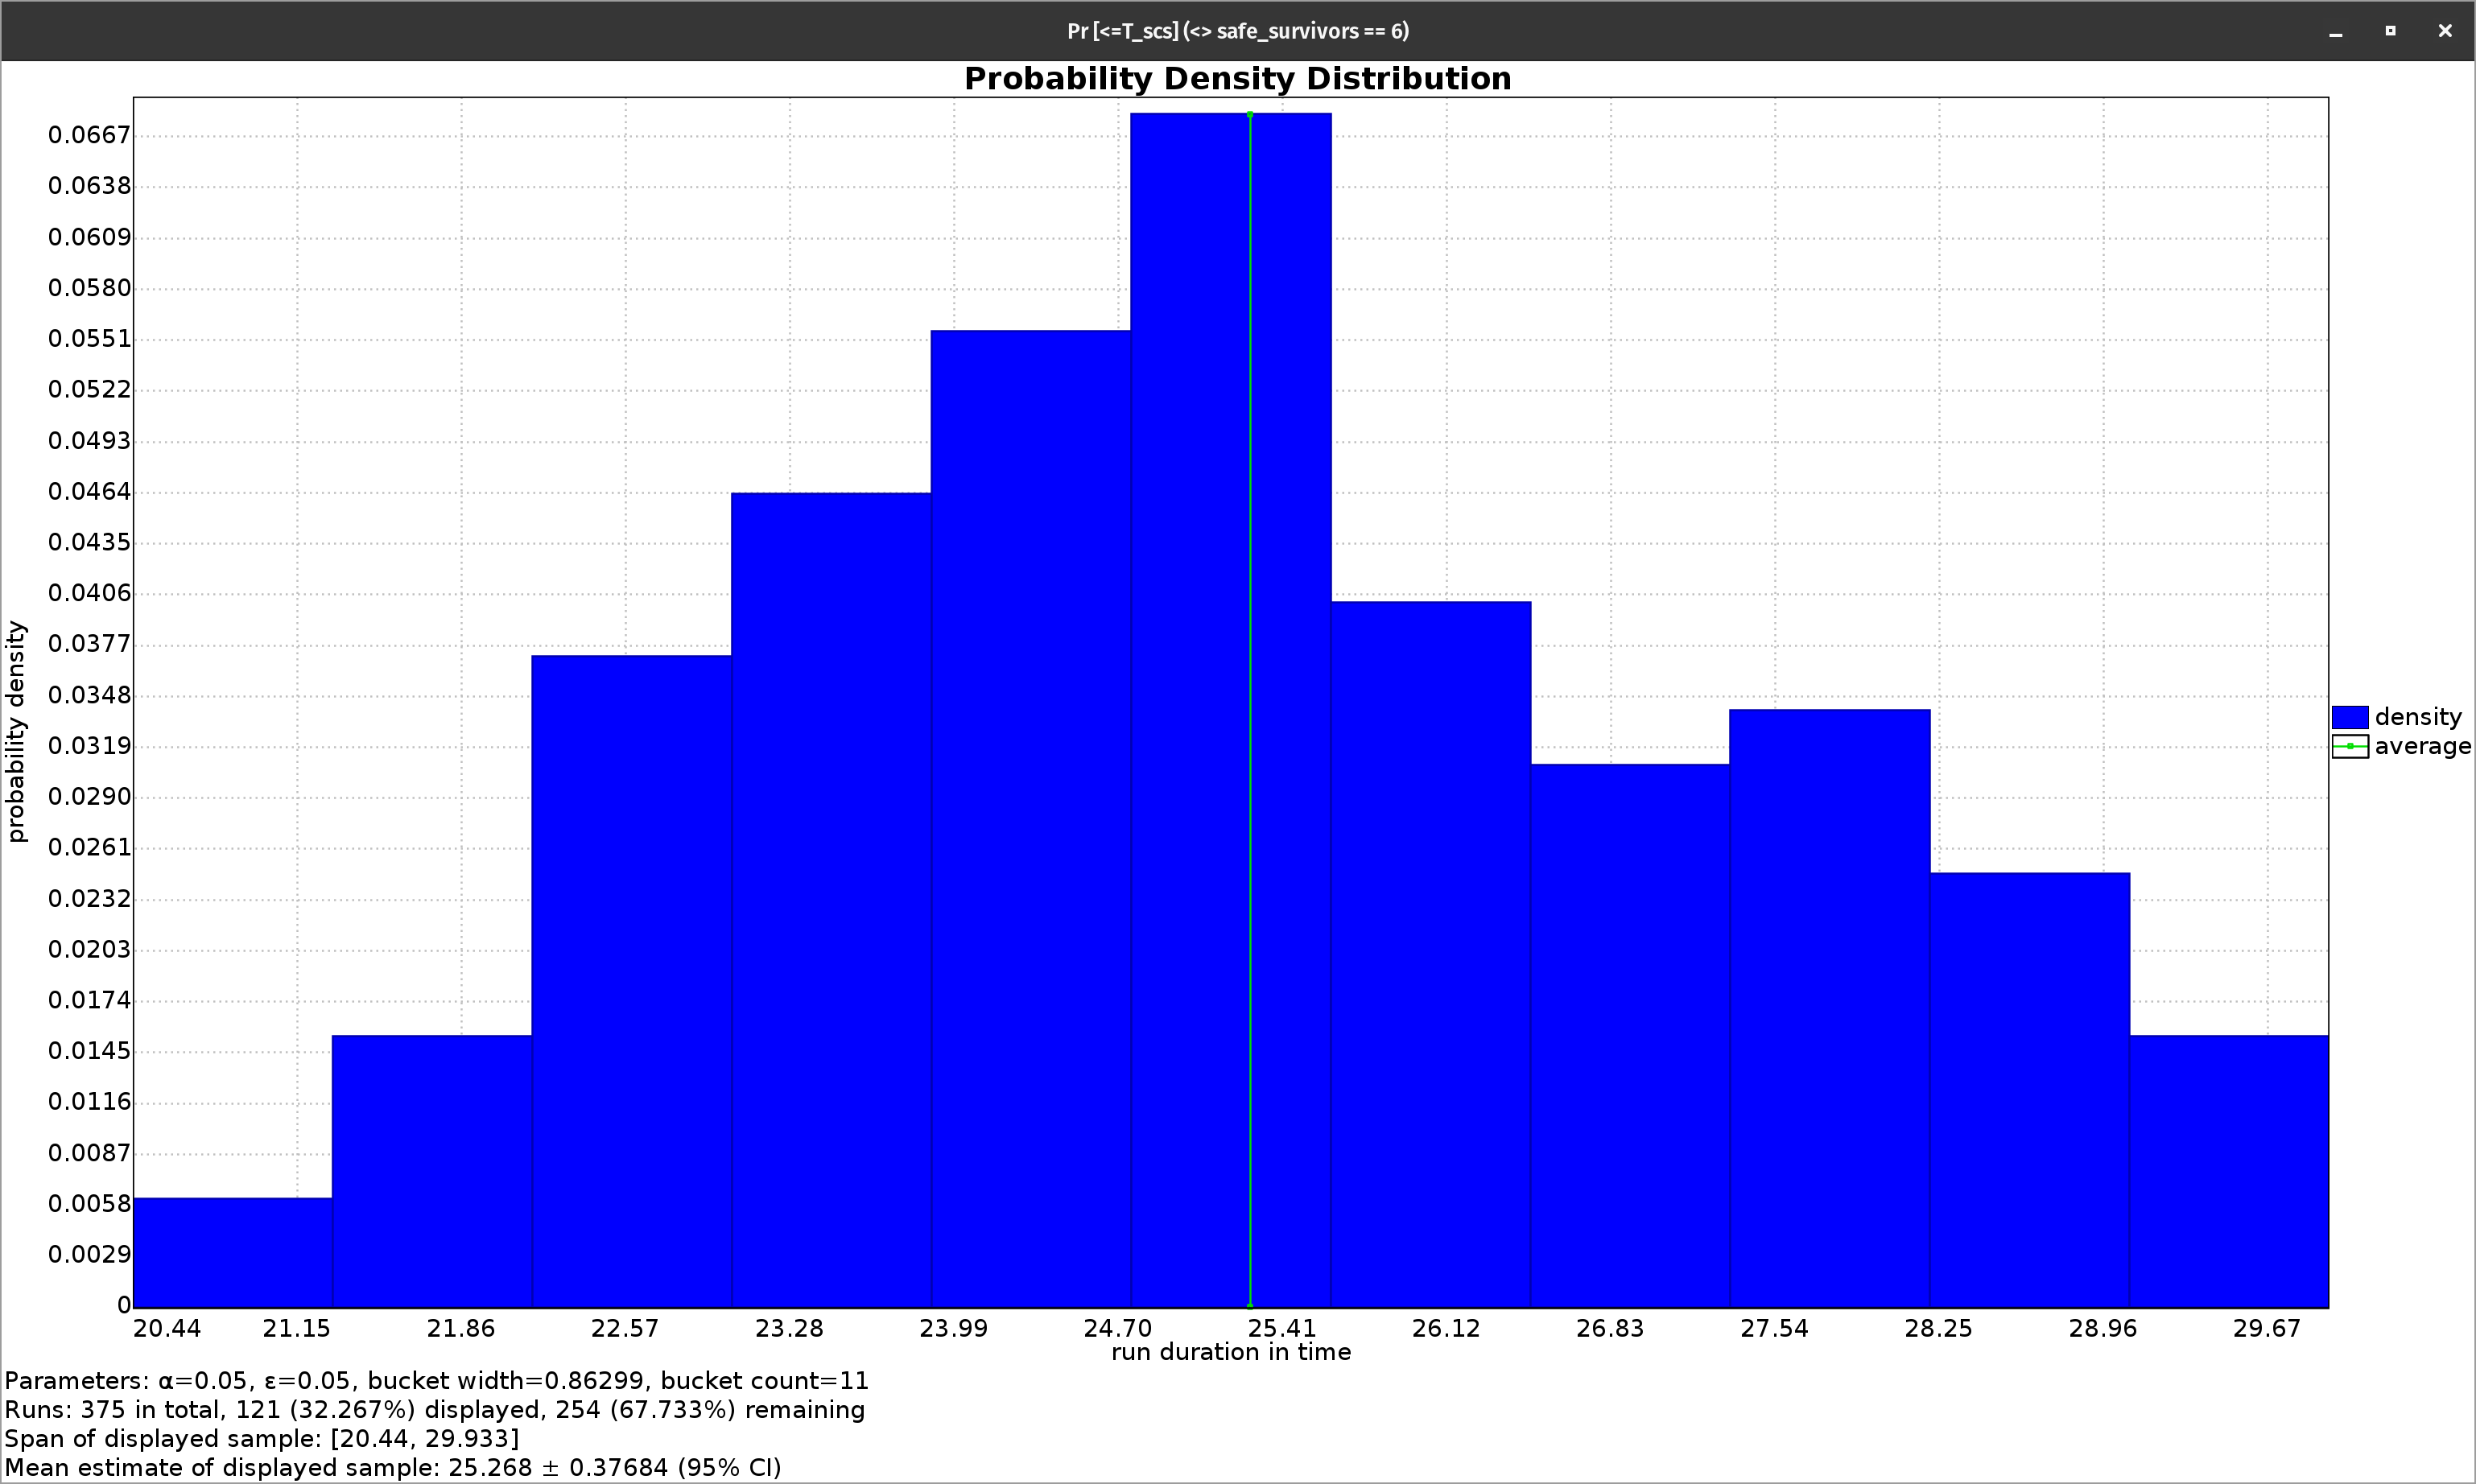 Pr [<=T_scs] (<> safe_survivors == 6)
Probability Density Distribution
0.0667
0.0638
0.0609
0.0580
0.0551
0.0522
0.0493
0.0464
0.0435
0.0406
0.0377
0.0348
0.0319
0.0290
0.0261
0.0232
0.0203
0.0174
0.0145
0.0116
0.0087
0.0058
0.0029
0
probability density
density
average
20.44 21.15 21.86 22.57 23.28 23.99 24.70 25.41 26.12 26.83 27.54 28.25 28.96 29.67
run duration in time
Parameters: α=0.05, ε=0.05, bucket width=0.86299, bucket count=11
Runs: 375 in total, 121 (32.267%) displayed, 254 (67.733%) remaining
Span of displayed sample: [20.44, 29.933]
Mean estimate of displayed sample: 25.268 ± 0.37684 (95% CI)